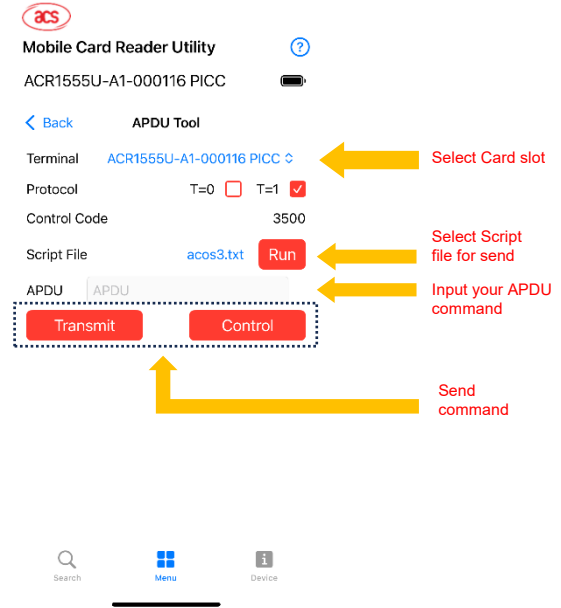 acs
Mobile Card Reader Utility ?
ACR1555U-A1-000116 PICC
Back APDU Tool
Terminal ACR1555U-A1-000116 PICC
Select Card slot
Protocol T=0 T=1
Control Code 3500
Script File acos3.txt Run
Select Script
file for send
APDU APDU
Input your APDU
command
Transmit Control
Send
command
Search Menu Device